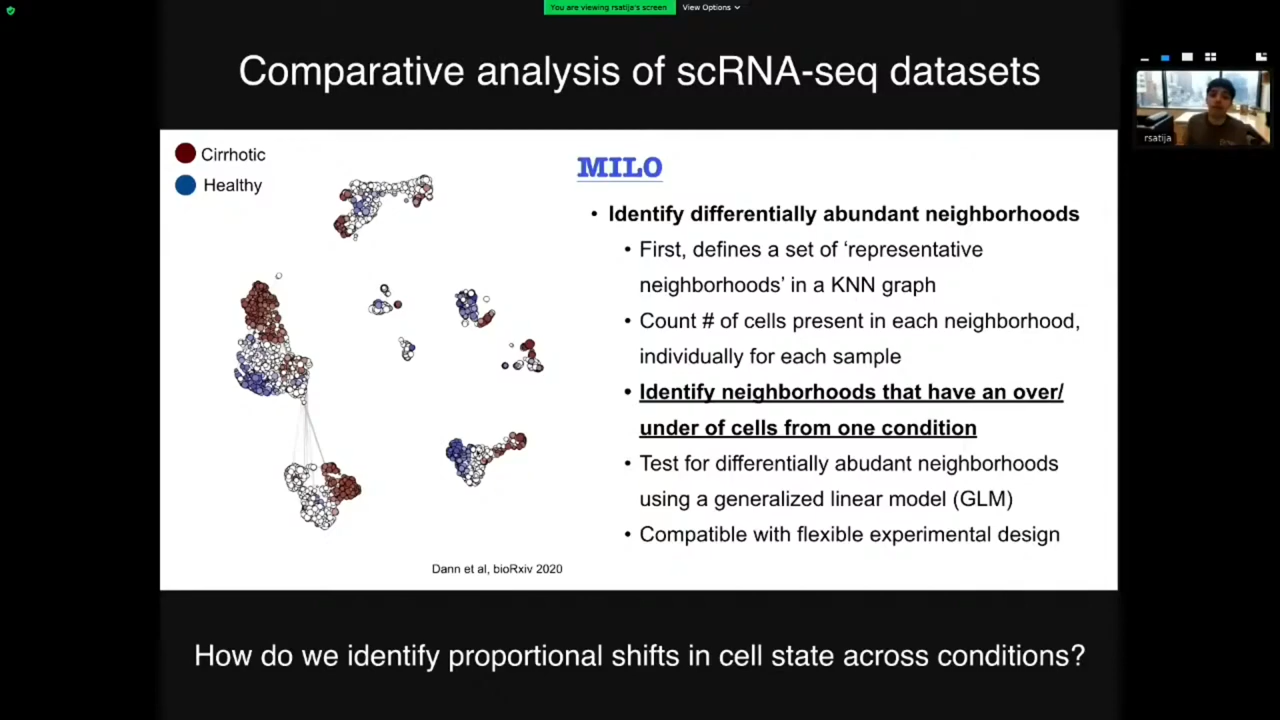 You are viewing rsatija's screen
View Options
Comparative analysis of scRNA-seq datasets
rsatija
Cirrhotic
Healthy
MILO
• Identify differentially abundant neighborhoods
• First, defines a set of ‘representative
neighborhoods’ in a KNN graph
• Count # of cells present in each neighborhood,
individually for each sample
• Identify neighborhoods that have an over/
under of cells from one condition
• Test for differentially abudant neighborhoods
using a generalized linear model (GLM)
• Compatible with flexible experimental design
Dann et al, bioRxiv 2020
How do we identify proportional shifts in cell state across conditions?